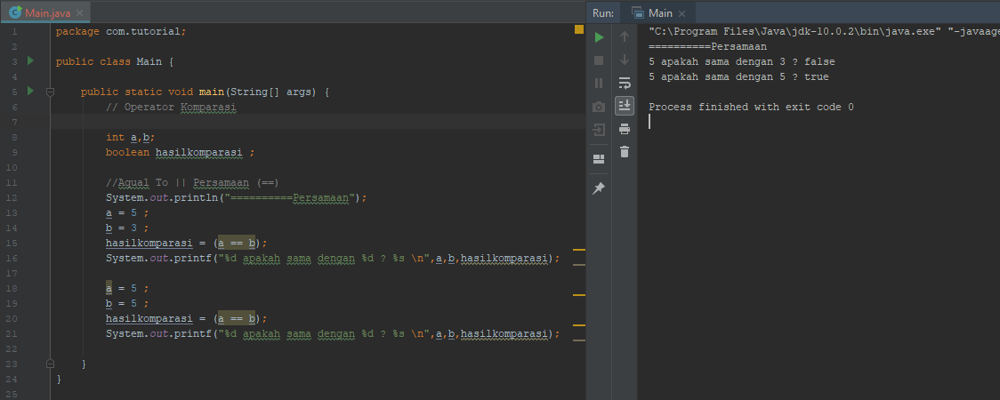 Main.java
1 package com.tutorial;
2
3 public class Main {
4
5 public static void main(String[] args) {
6 // Operator Komparasi
7
8 int a,b;
9 boolean hasilkomparasi ;
10
11 //Aqual To || Persamaan (==)
12 System.out.println("==========Persamaan");
13 a = 5 ;
14 b = 3 ;
15 hasilkomparasi = (a == b);
16 System.out.printf("%d apakah sama dengan %d ? %s \n",a,b,hasilkomparasi);
17
18 a = 5 ;
19 b = 5 ;
20 hasilkomparasi = (a == b);
21 System.out.printf("%d apakah sama dengan %d ? %s \n",a,b,hasilkomparasi);
22
23 }
24 }
25
Run: Main
"C:\Program Files\Java\jdk-10.0.2\bin\java.exe" "-javaage
==========Persamaan
5 apakah sama dengan 3 ? false
5 apakah sama dengan 5 ? true
Process finished with exit code 0